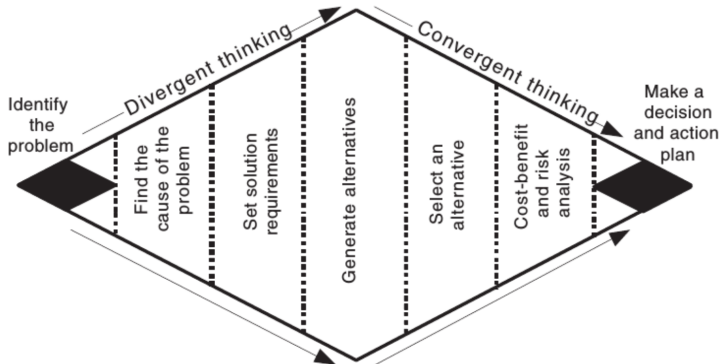 Divergent thinking
Convergent thinking
Identify
the
problem
Find the
cause of the
problem
Set solution
requirements
Generate alternatives
Select an
alternative
Cost-benefit
and risk
analysis
Make a
decision
and action
plan